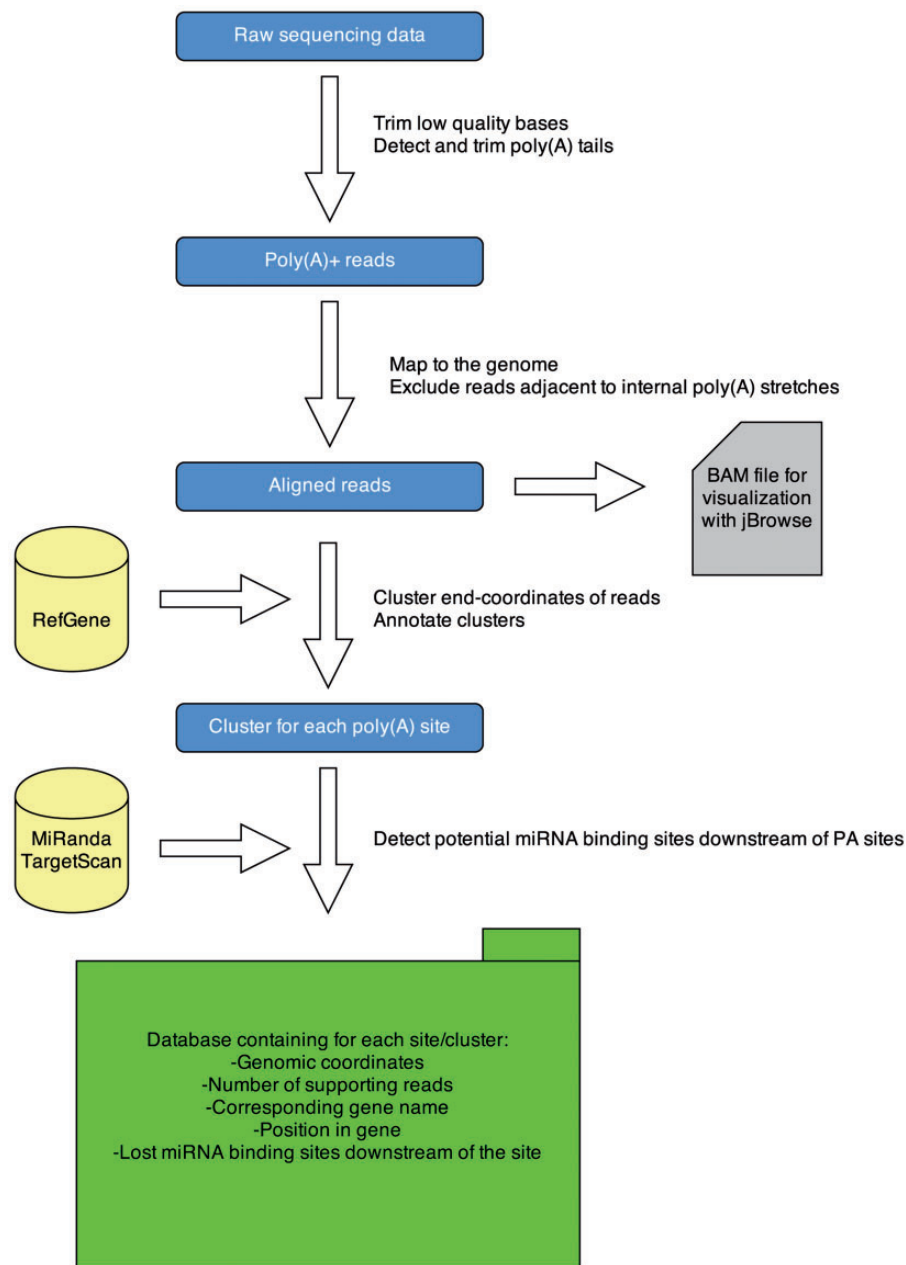 Raw sequencing data
Trim low quality bases
Detect and trim poly(A) tails
Poly(A)+ reads
Map to the genome
Exclude reads adjacent to internal poly(A) stretches
Aligned reads
BAM file for
visualization
with jBrowse
RefGene
Cluster end-coordinates of reads
Annotate clusters
Cluster for each poly(A) site
MiRanda
TargetScan
Detect potential miRNA binding sites downstream of PA sites
Database containing for each site/cluster:
-Genomic coordinates
-Number of supporting reads
-Corresponding gene name
-Position in gene
-Lost miRNA binding sites downstream of the site